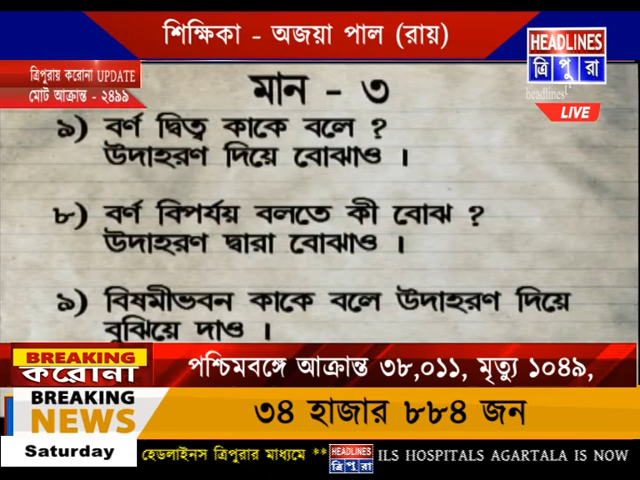 শিক্ষিকা - অজয়া পাল (রায়)
HEADLINES
ত্রিপুরা
headlines
LIVE
ত্রিপুরায় করোনা UPDATE
মোট আক্রান্ত - ২৪৯৯
মান - ৩
৯) বর্ণ দ্বিত্ব কাকে বলে ?
উদাহরণ দিয়ে বোঝাও ।
৮) বর্ণ বিপর্যয় বলতে কী বোঝ ?
উদাহরণ দ্বারা বোঝাও ।
৯) বিষমীভবন কাকে বলে উদাহরণ দিয়ে
বুঝিয়ে দাও ।
BREAKING
করোনা
পশ্চিমবঙ্গে আক্রান্ত ৩৮,০১১, মৃত্যু ১০৪৯,
BREAKING
NEWS
৩৪ হাজার ৮৮৪ জন
Saturday
হেডলাইনস ত্রিপুরার মাধ্যমে **
HEADLINES
ত্রিপুরা
ILS HOSPITALS AGARTALA IS NOW